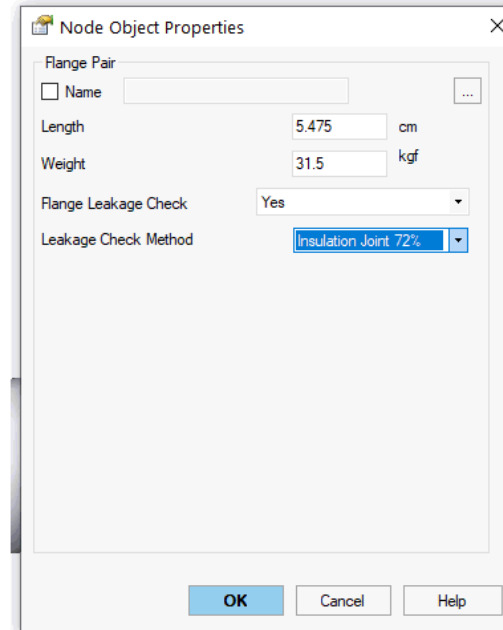 Node Object Properties
Flange Pair
Name
...
Length 5.475 cm
Weight 31.5 kgf
Flange Leakage Check Yes
Leakage Check Method Insulation Joint 72%
OK Cancel Help